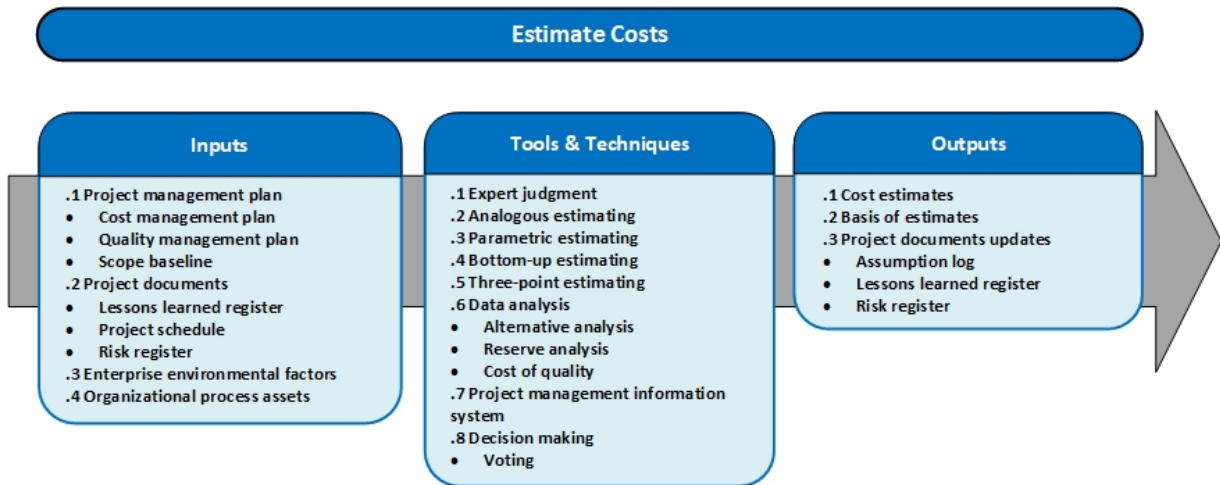 Estimate Costs
Inputs
.1 Project management plan
• Cost management plan
• Quality management plan
• Scope baseline
.2 Project documents
• Lessons learned register
• Project schedule
• Risk register
.3 Enterprise environmental factors
.4 Organizational process assets
Tools & Techniques
.1 Expert judgment
.2 Analogous estimating
.3 Parametric estimating
.4 Bottom-up estimating
.5 Three-point estimating
.6 Data analysis
• Alternative analysis
• Reserve analysis
• Cost of quality
.7 Project management information
system
.8 Decision making
• Voting
Outputs
.1 Cost estimates
.2 Basis of estimates
.3 Project documents updates
• Assumption log
• Lessons learned register
• Risk register